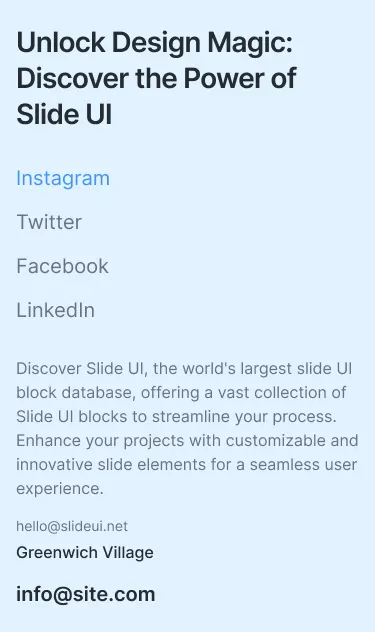 Unlock Design Magic:
Discover the Power of
Slide UI
Instagram
Twitter
Facebook
LinkedIn
Discover Slide UI, the world's largest slide UI
block database, offering a vast collection of
Slide UI blocks to streamline your process.
Enhance your projects with customizable and
innovative slide elements for a seamless user
experience.
hello@slideui.net
Greenwich Village
info@site.com